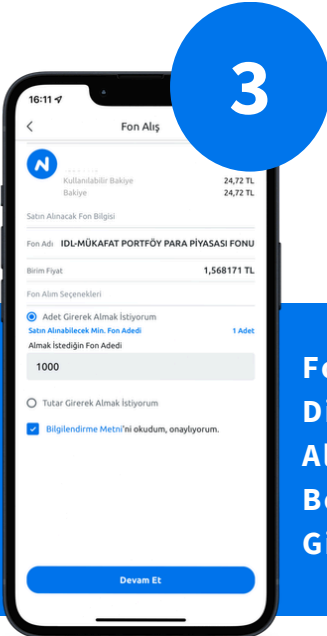 3
16:11
Fon Alış
Kullanılabilir Bakiye 24,72 TL
Bakiye 24,72 TL
Satın Alınacak Fon Bilgisi
Fon Adı IDL-MÜKAFAT PORTFÖY PARA PİYASASI FONU
Birim Fiyat 1,568171 TL
Fon Alım Seçenekleri
Adet Girerek Almak İstiyorum
Satın Alınabilecek Min. Fon Adedi 1 Adet
Almak İstediğin Fon Adedi
1000
Tutar Girerek Almak İstiyorum
Bilgilendirme Metni'ni okudum, onaylıyorum.
Devam Et